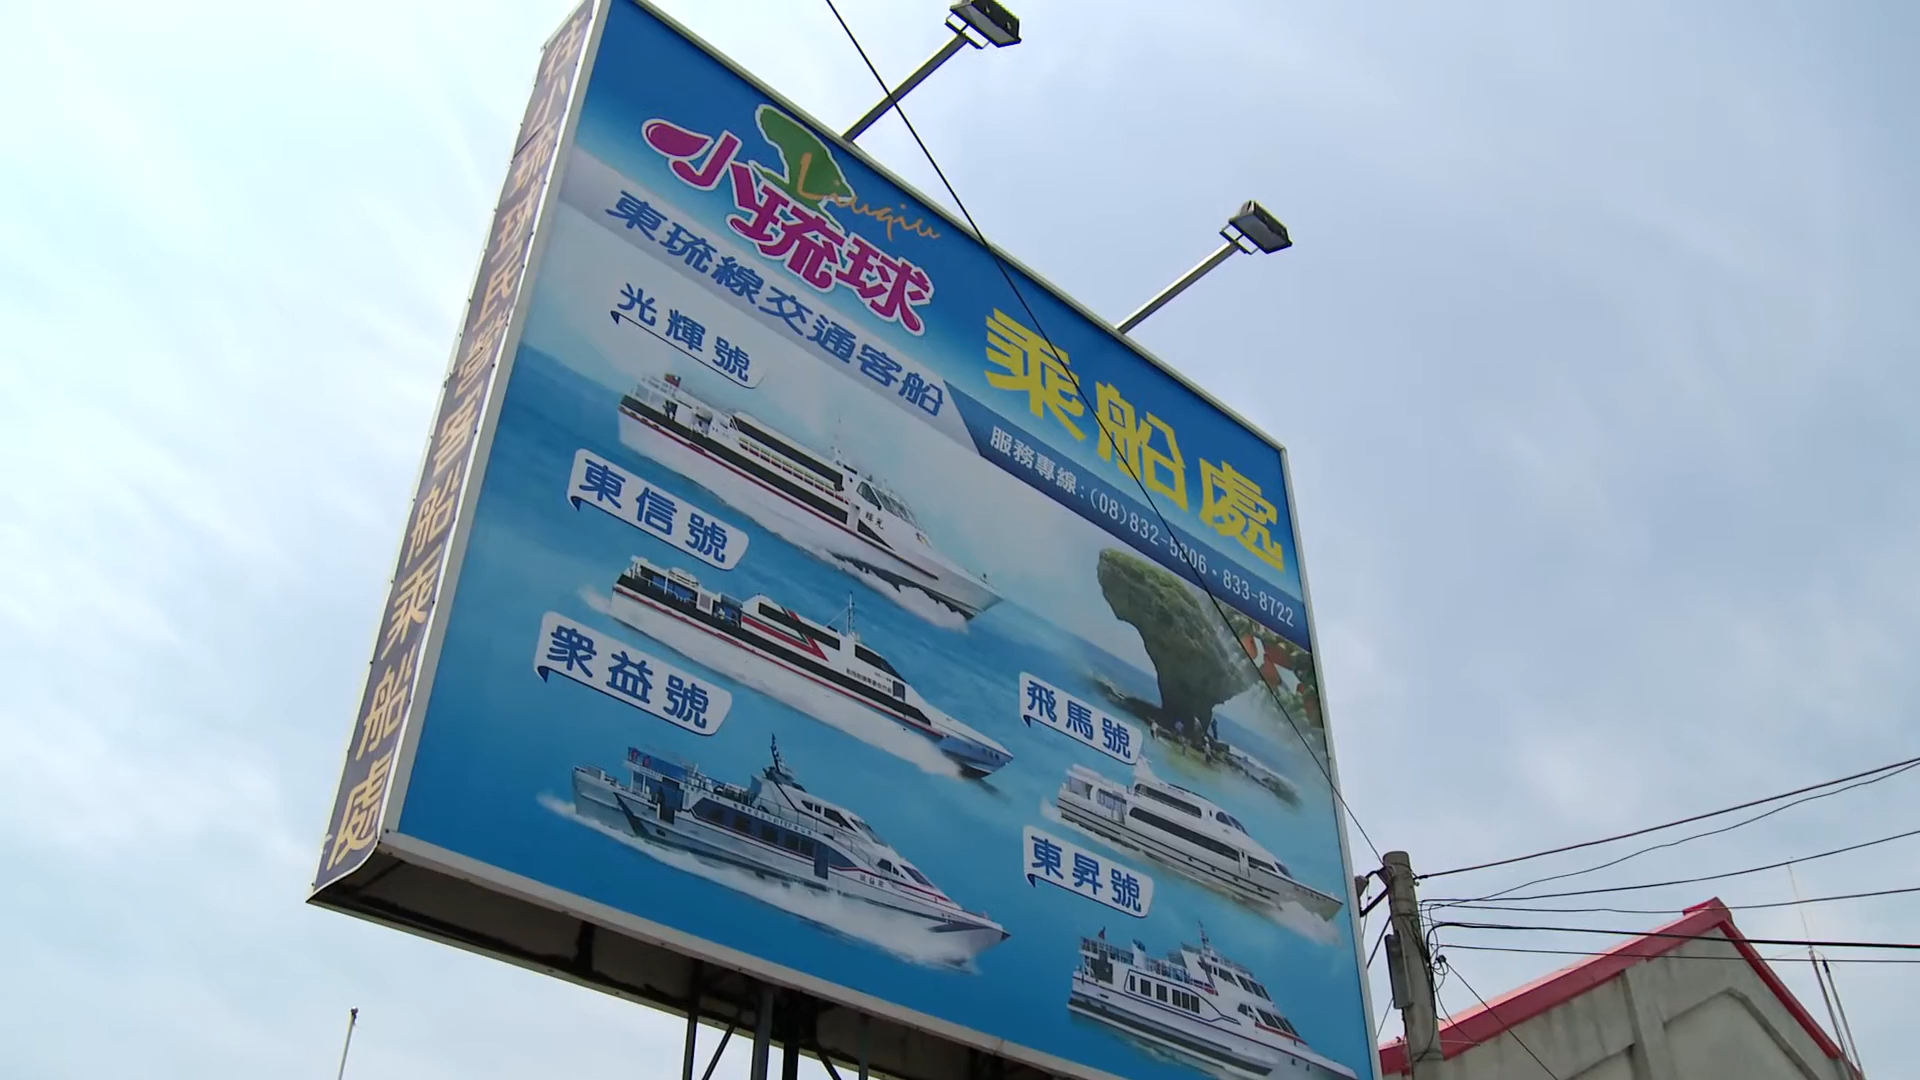 往小琉球民營客船乘船處
Liuqiu
小琉球
東琉線交通客船
乘船處
服務專線:(08)832-5806・833-8722
光輝號
東信號
眾益號
飛馬號
東昇號